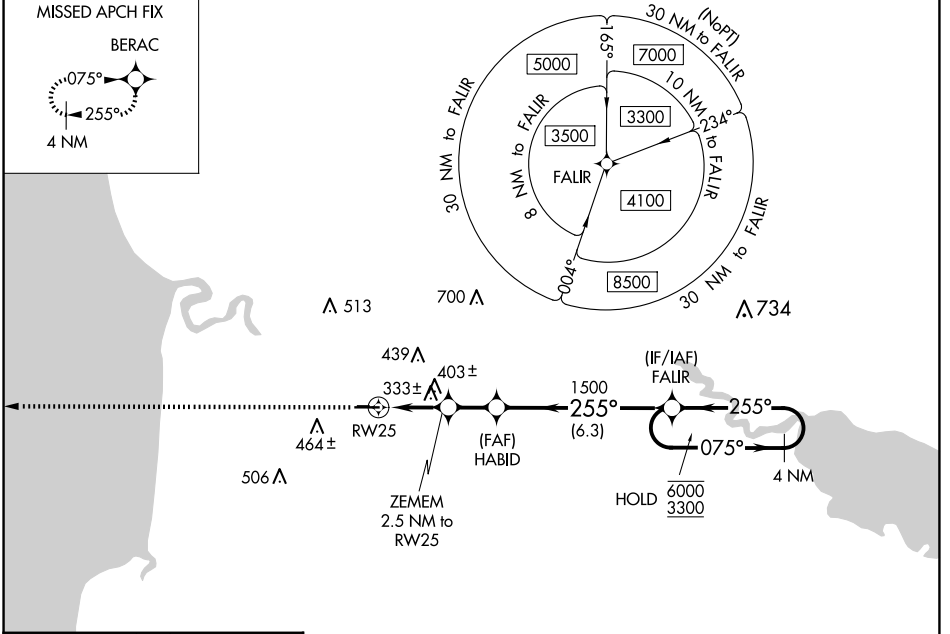 MISSED APCH FIX
BERAC
075°
255°
4 NM
30 NM to FALIR
(NoPT)
165°
5000
7000
30 NM to FALIR
8 NM to FALIR
10 NM to FALIR
3500
3300
234°
FALIR
4100
004°
8500
30 NM to FALIR
513
700
734
439
403±
333±
(IF/IAF)
FALIR
1500
255°
(6.3)
255°
RW25
464±
(FAF)
HABID
075°
4 NM
506
ZEMEM
2.5 NM to
RW25
HOLD
6000
3300